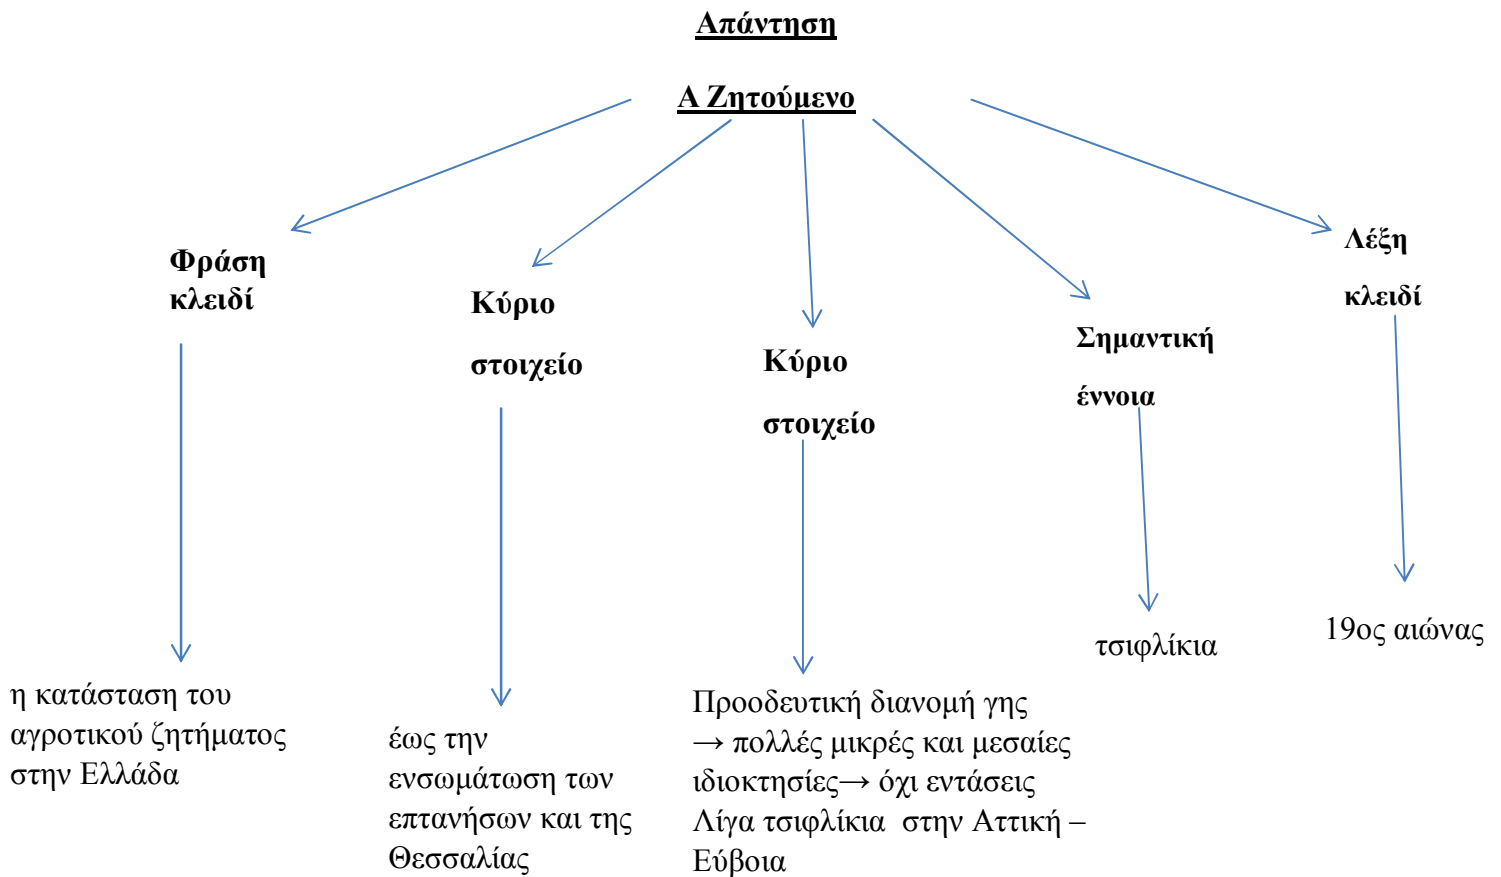 Απάντηση
Α Ζητούμενο
Φράση
κλειδί
Κύριο
στοιχείο
Κύριο
στοιχείο
Σημαντική
έννοια
Λέξη
κλειδί
η κατάσταση του
αγροτικού ζητήματος
στην Ελλάδα
έως την
ενσωμάτωση των
επτανήσων και της
Θεσσαλίας
Προοδευτική διανομή γης
→ πολλές μικρές και μεσαίες
ιδιοκτησίες→ όχι εντάσεις
Λίγα τσιφλίκια  στην Αττική –
Εύβοια
τσιφλίκια
19ος αιώνας